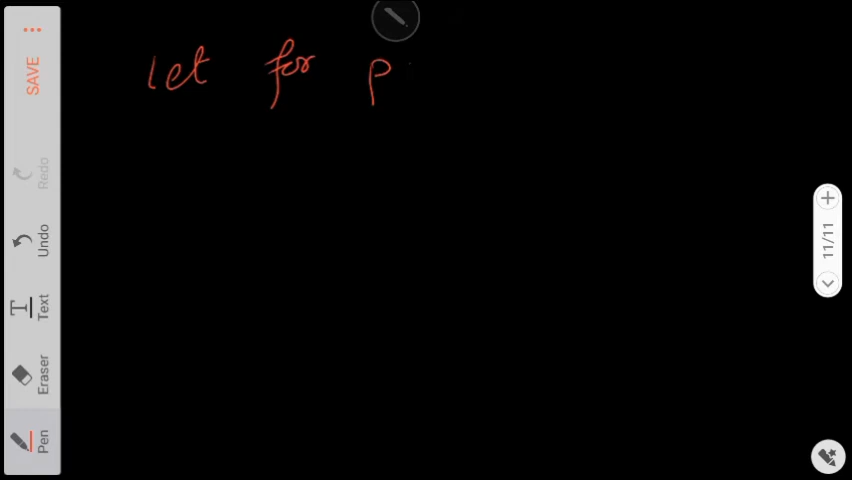 let for p
SAVE
Redo
Undo
Text
Eraser
Pen
11/11